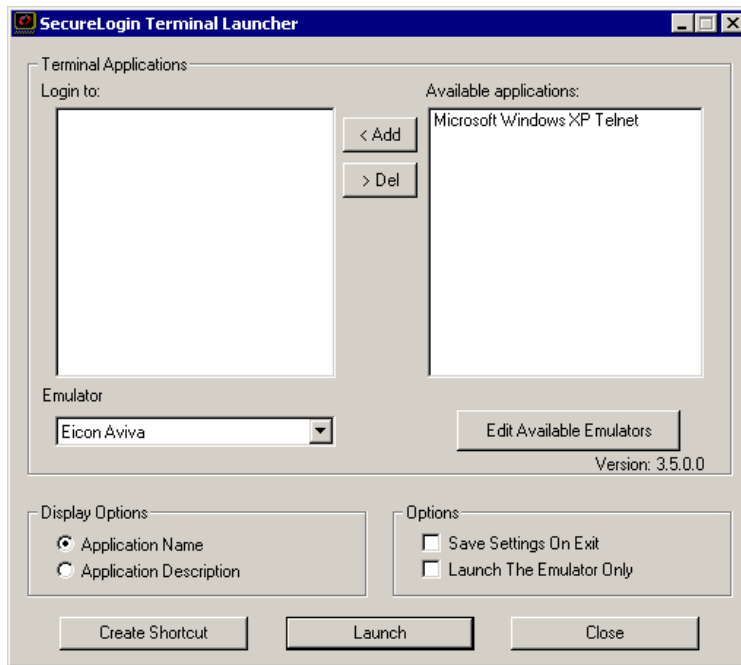 SecureLogin Terminal Launcher
Terminal Applications
Login to:
Available applications:
Microsoft Windows XP Telnet
< Add
> Del
Emulator
Eicon Aviva
Edit Available Emulators
Version: 3.5.0.0
Display Options
Application Name
Application Description
Options
Save Settings On Exit
Launch The Emulator Only
Create Shortcut
Launch
Close